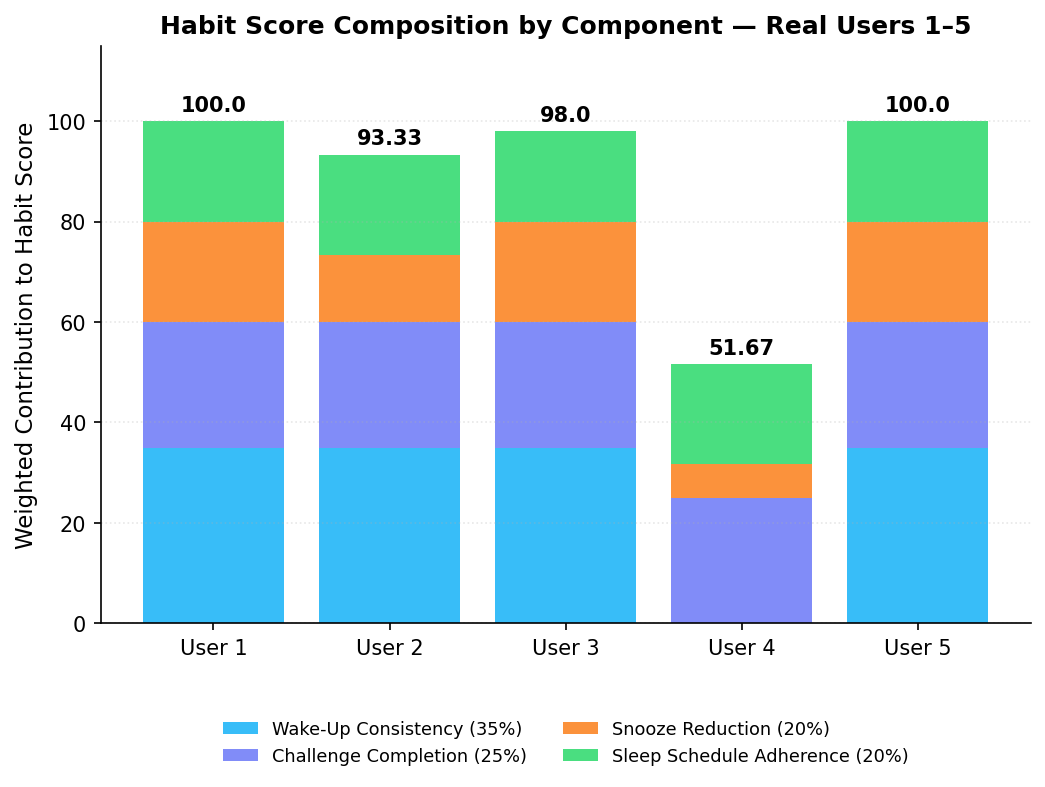 Habit Score Composition by Component — Real Users 1–5
Weighted Contribution to Habit Score
100
80
60
40
20
0
100.0
93.33
98.0
51.67
100.0
User 1
User 2
User 3
User 4
User 5
Wake-Up Consistency (35%)
Challenge Completion (25%)
Snooze Reduction (20%)
Sleep Schedule Adherence (20%)